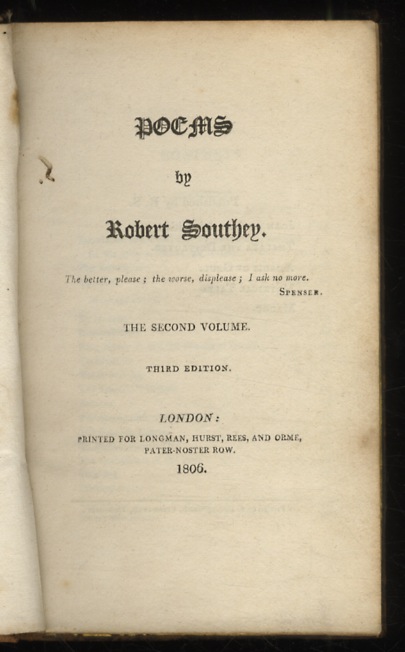 POEMS
by
Robert Southey.
The better, please; the worse, displease; I ask no more.
SPENSER.
THE SECOND VOLUME.
THIRD EDITION.
LONDON:
PRINTED FOR LONGMAN, HURST, REES, AND ORME,
PATER-NOSTER ROW.
1806.